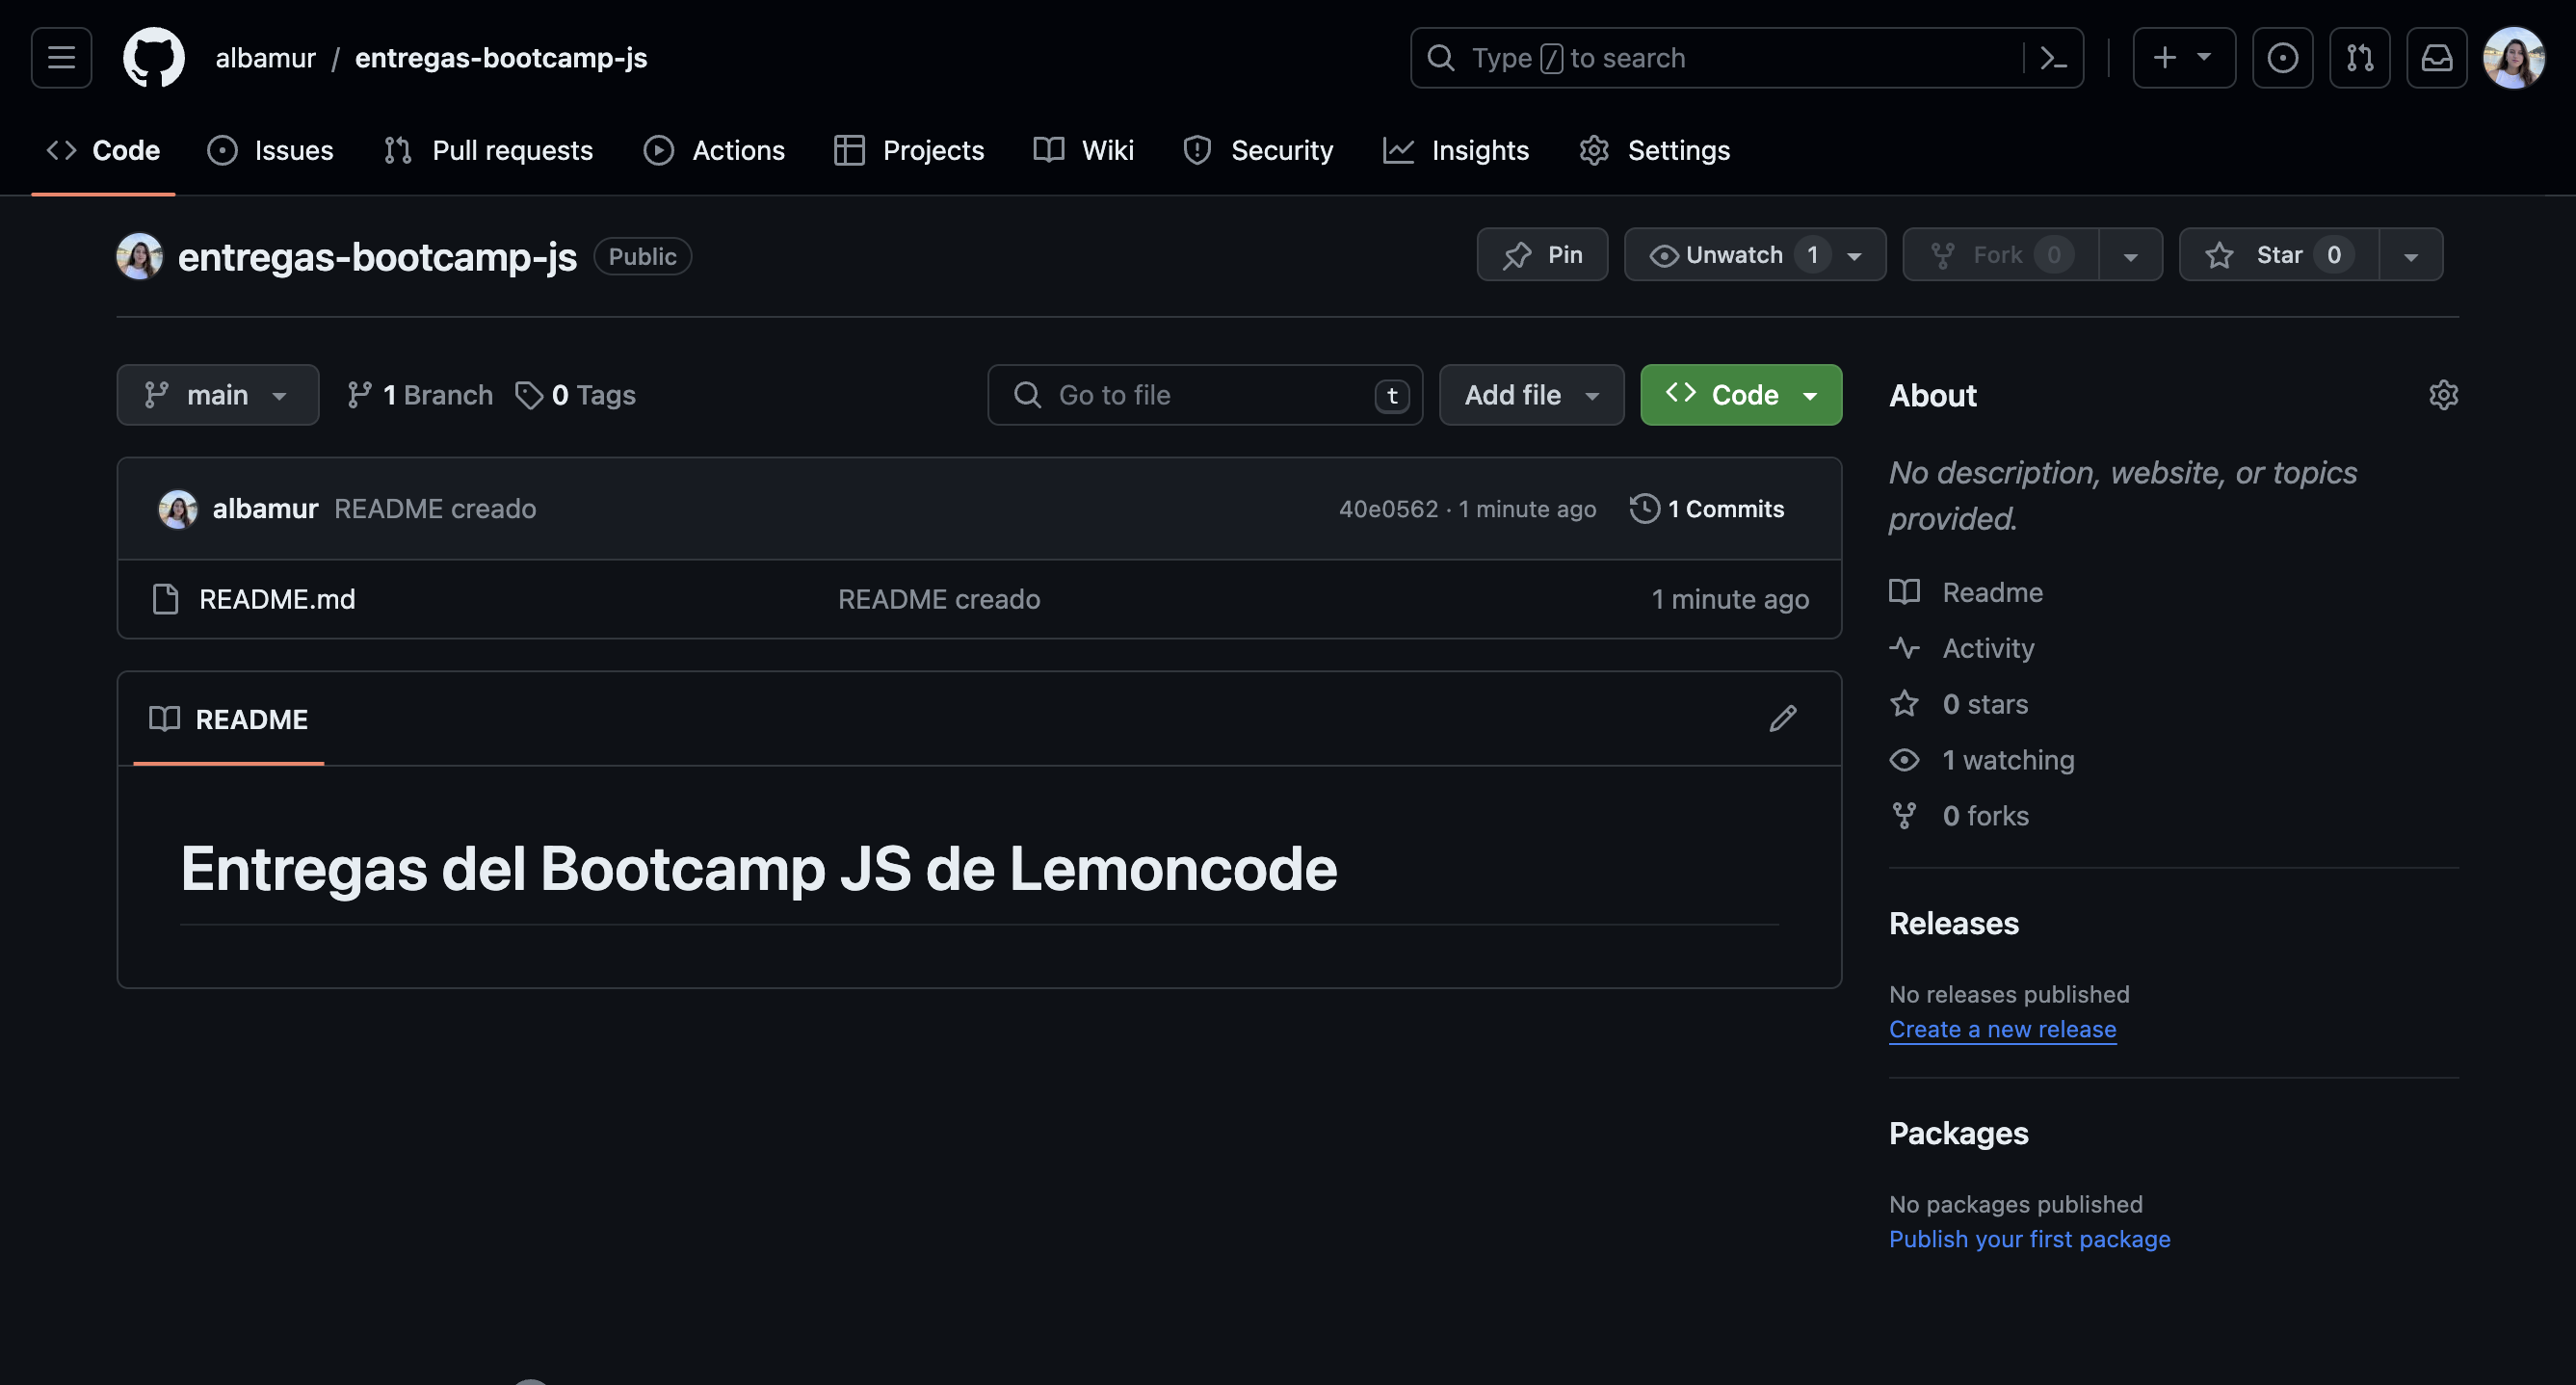 albamur / entregas-bootcamp-js
Type / to search
Code Issues Pull requests Actions Projects Wiki Security Insights Settings
entregas-bootcamp-js Public
Pin Unwatch 1 Fork 0 Star 0
main 1 Branch 0 Tags
Go to file t Add file Code
albamur README creado 40e0562 · 1 minute ago 1 Commits
README.md README creado 1 minute ago
README
Entregas del Bootcamp JS de Lemoncode
About
No description, website, or topics
provided.
Readme
Activity
0 stars
1 watching
0 forks
Releases
No releases published
Create a new release
Packages
No packages published
Publish your first package